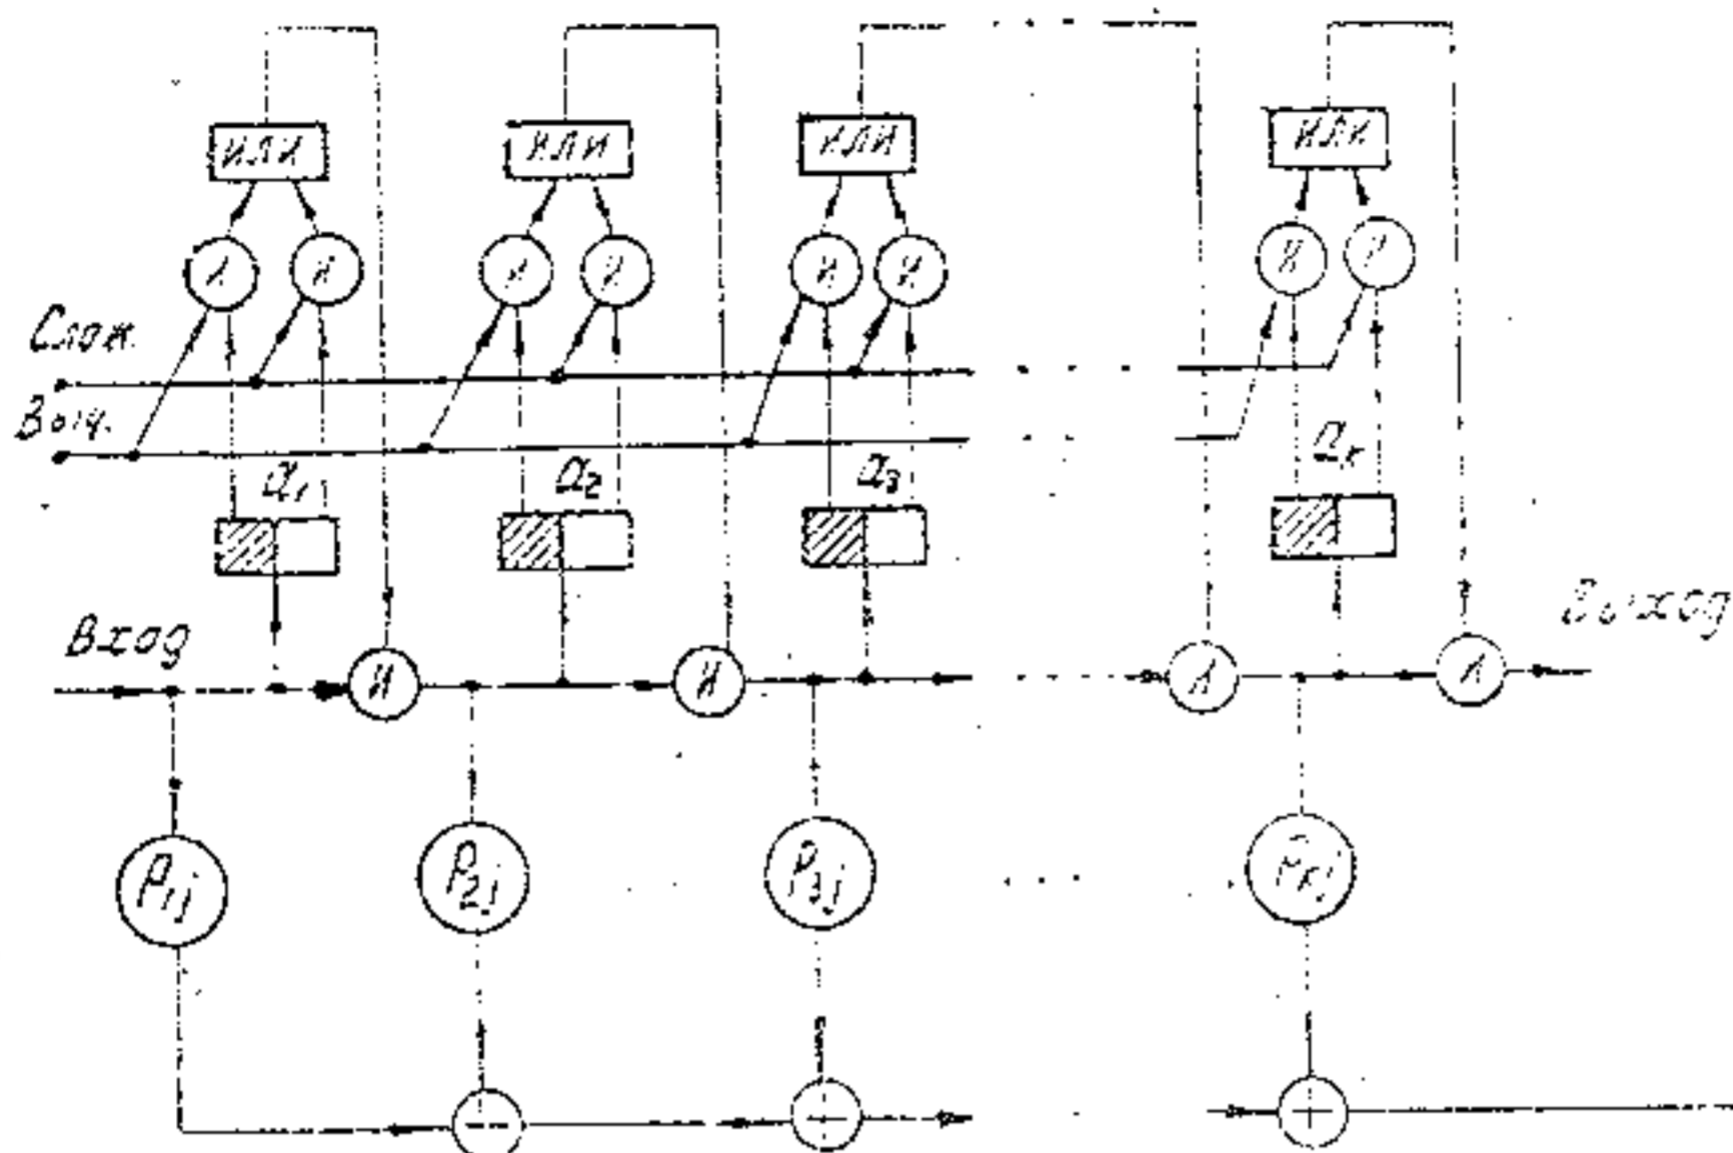 ИЛИ ИЛИ ИЛИ ИЛИ
И И И И И И И
Слож.
Выч.
a₁ a₂ a₃ aₖ
Вход И И И И Выход
P₁ⱼ P₂ⱼ P₃ⱼ Pₖⱼ